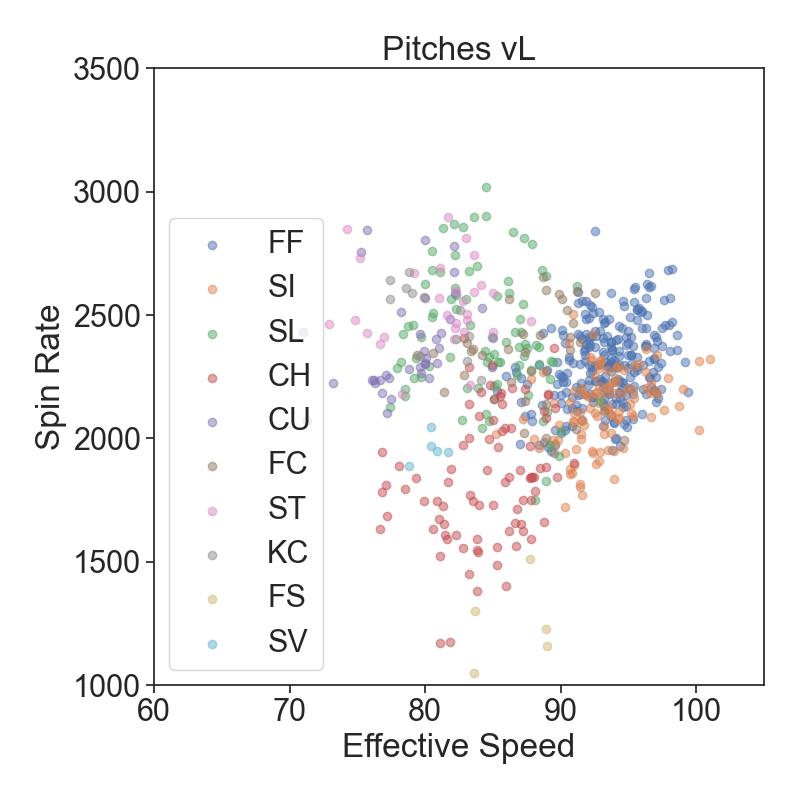 Pitches vL
3500
3000
2500
2000
1500
1000
Spin Rate
FF
SI
SL
CH
CU
FC
ST
KC
FS
SV
60 70 80 90 100
Effective Speed